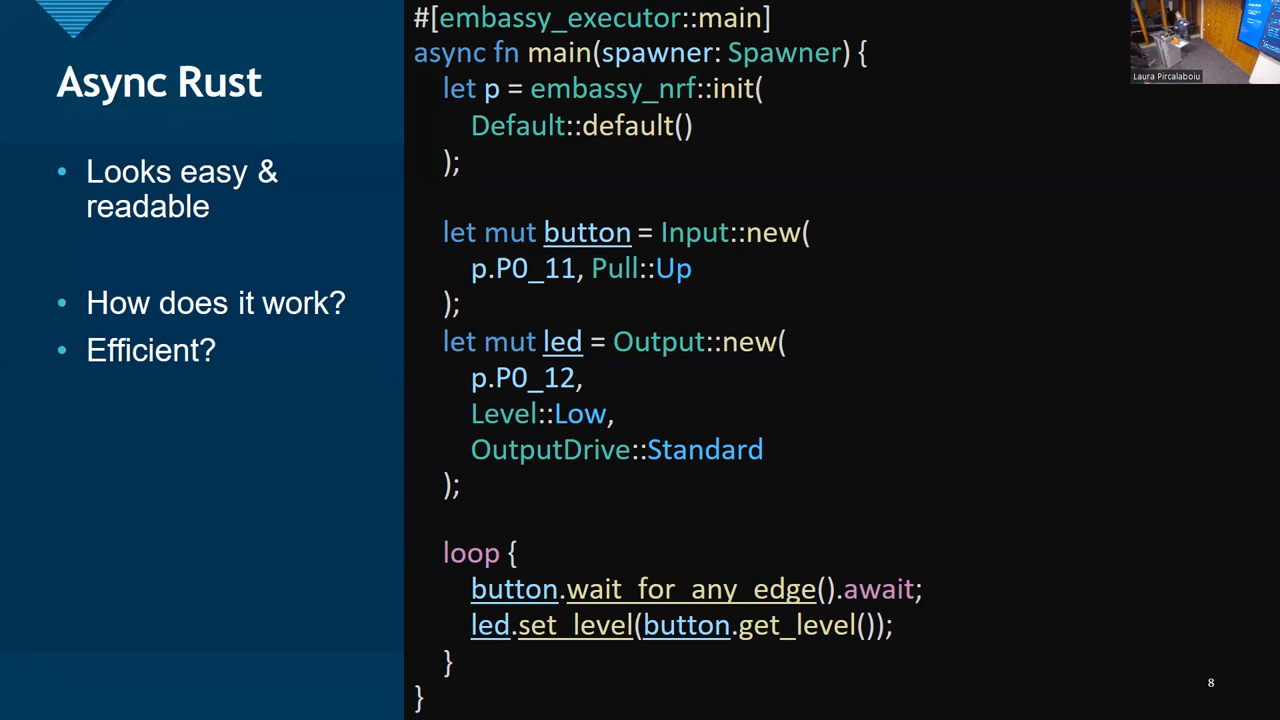 Async Rust
• Looks easy &
readable
• How does it work?
• Efficient?
#[embassy_executor::main]
async fn main(spawner: Spawner) {
let p = embassy_nrf::init(
Default::default()
);
let mut button = Input::new(
p.P0_11, Pull::Up
);
let mut led = Output::new(
p.P0_12,
Level::Low,
OutputDrive::Standard
);
loop {
button.wait_for_any_edge().await;
led.set_level(button.get_level());
}
}
Laura Pircalaboiu
8